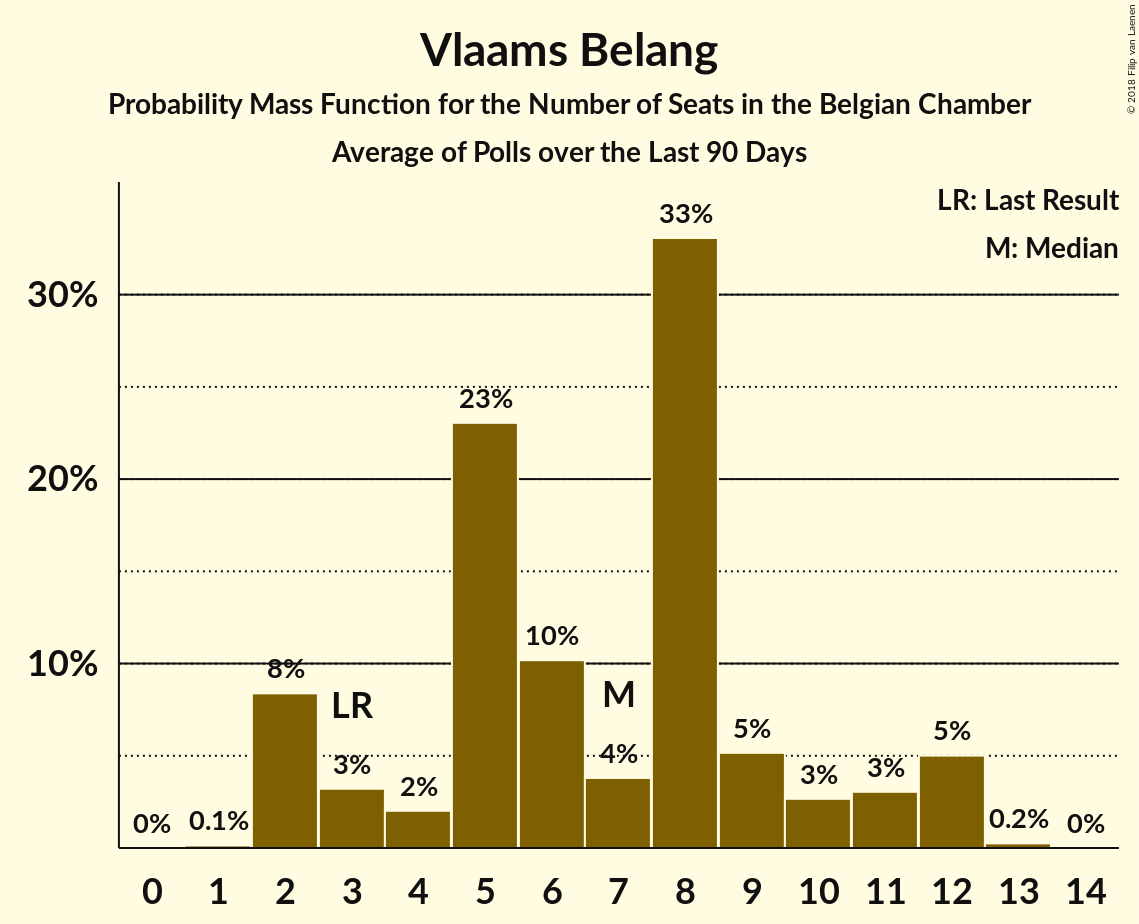 Vlaams Belang
Probability Mass Function for the Number of Seats in the Belgian Chamber
Average of Polls over the Last 90 Days
© 2018 Filip van Laenen
LR: Last Result
M: Median
30%
20%
10%
0%
0.1%
8%
LR
3%
2%
23%
10%
M
4%
33%
5%
3%
3%
5%
0.2%
0%
0 1 2 3 4 5 6 7 8 9 10 11 12 13 14